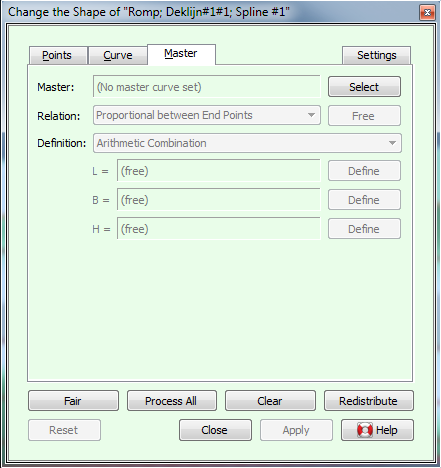 Change the Shape of "Romp; Deklijn#1#1; Spline #1"
Points Curve Master Settings
Master: (No master curve set) Select
Relation: Proportional between End Points Free
Definition: Arithmetic Combination
L = (free) Define
B = (free) Define
H = (free) Define
Fair Process All Clear Redistribute
Reset Close Apply Help